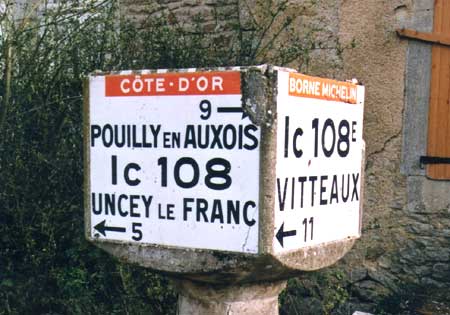 CÔTE·D'OR
9 →
POUILLY EN AUXOIS
Ic 108
UNCEY LE FRANC
← 5
BORNE MICHELIN
Ic 108E
VITTEAUX
← 11